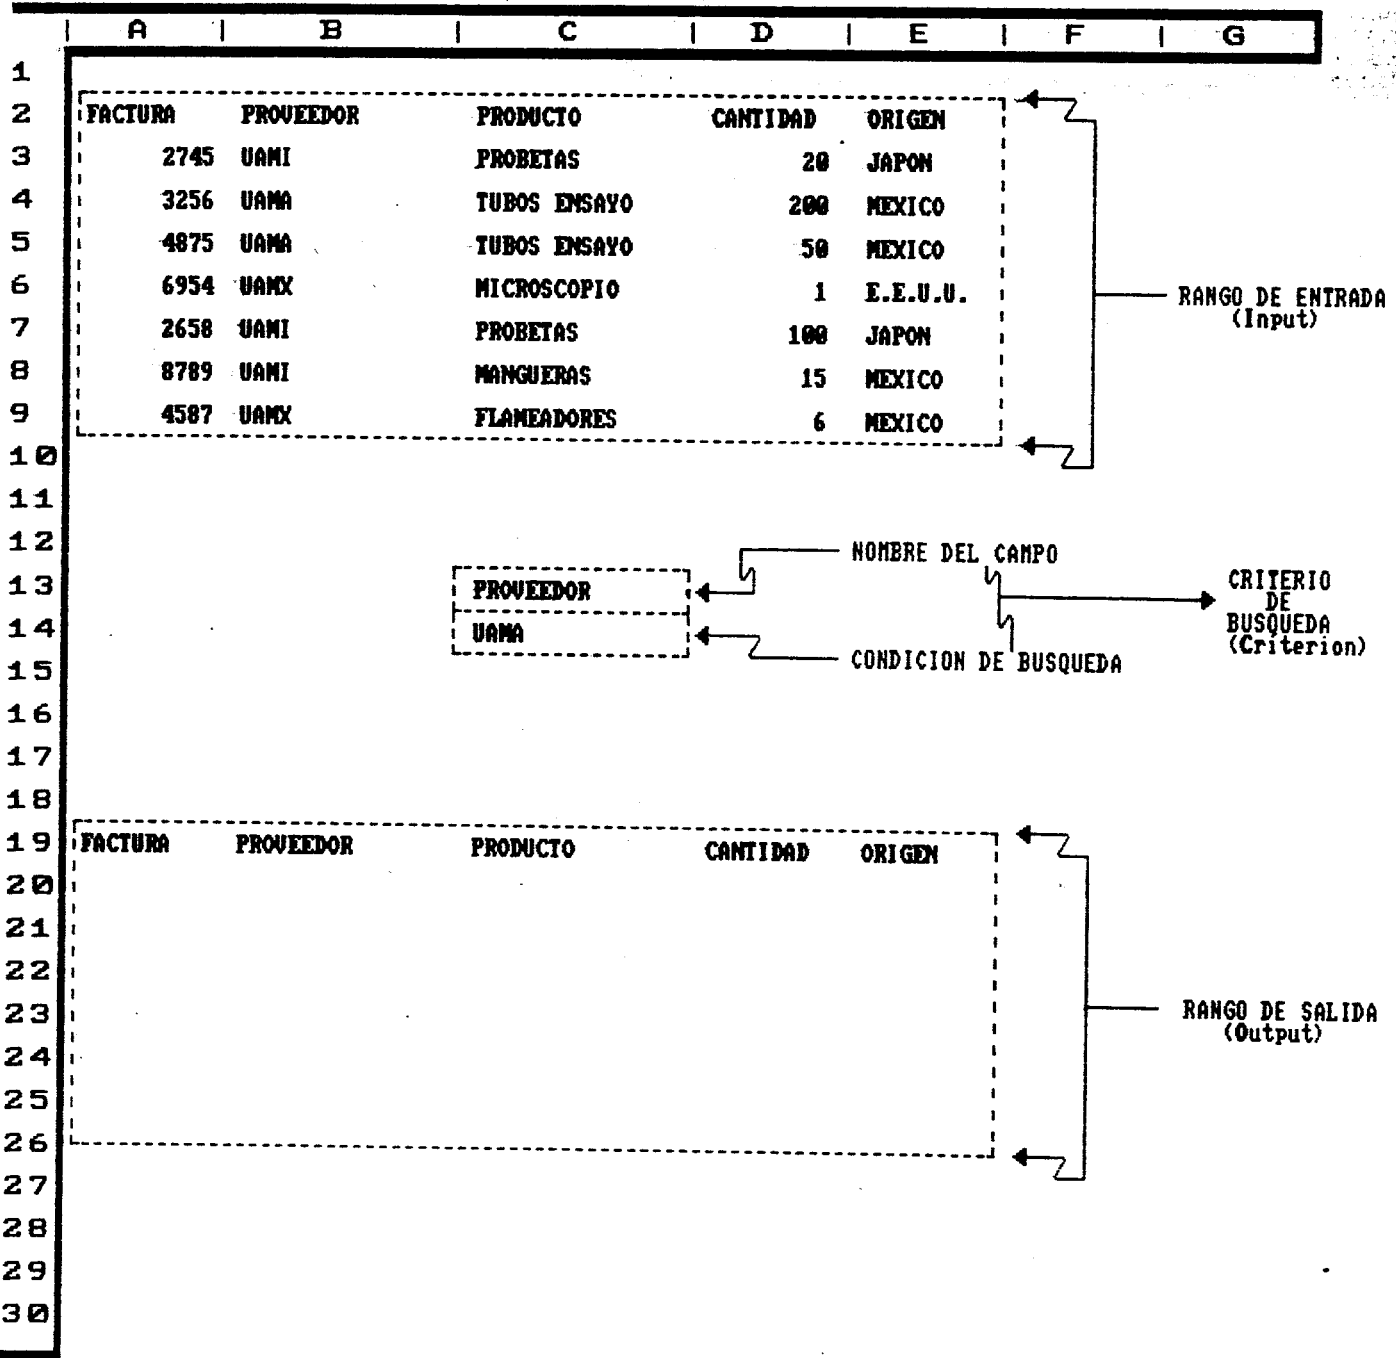 A B C D E F G
1
2 FACTURA PROVEEDOR PRODUCTO CANTIDAD ORIGEN
3 2745 UAMI PROBETAS 20 JAPON
4 3256 UAMA TUBOS ENSAYO 200 MEXICO
5 4875 UAMA TUBOS ENSAYO 50 MEXICO
6 6954 UAMX MICROSCOPIO 1 E.E.U.U.
7 2658 UAMI PROBETAS 100 JAPON
8 8789 UAMI MANGUERAS 15 MEXICO
9 4587 UAMX FLAMEADORES 6 MEXICO
RANGO DE ENTRADA
(Input)
10
11
12
NOMBRE DEL CAMPO
13 PROVEEDOR
14 UAMA
CONDICION DE BUSQUEDA
CRITERIO
DE
BUSQUEDA
(Criterion)
15
16
17
18
19 FACTURA PROVEEDOR PRODUCTO CANTIDAD ORIGEN
20
21
22
23
RANGO DE SALIDA
(Output)
24
25
26
27
28
29
30